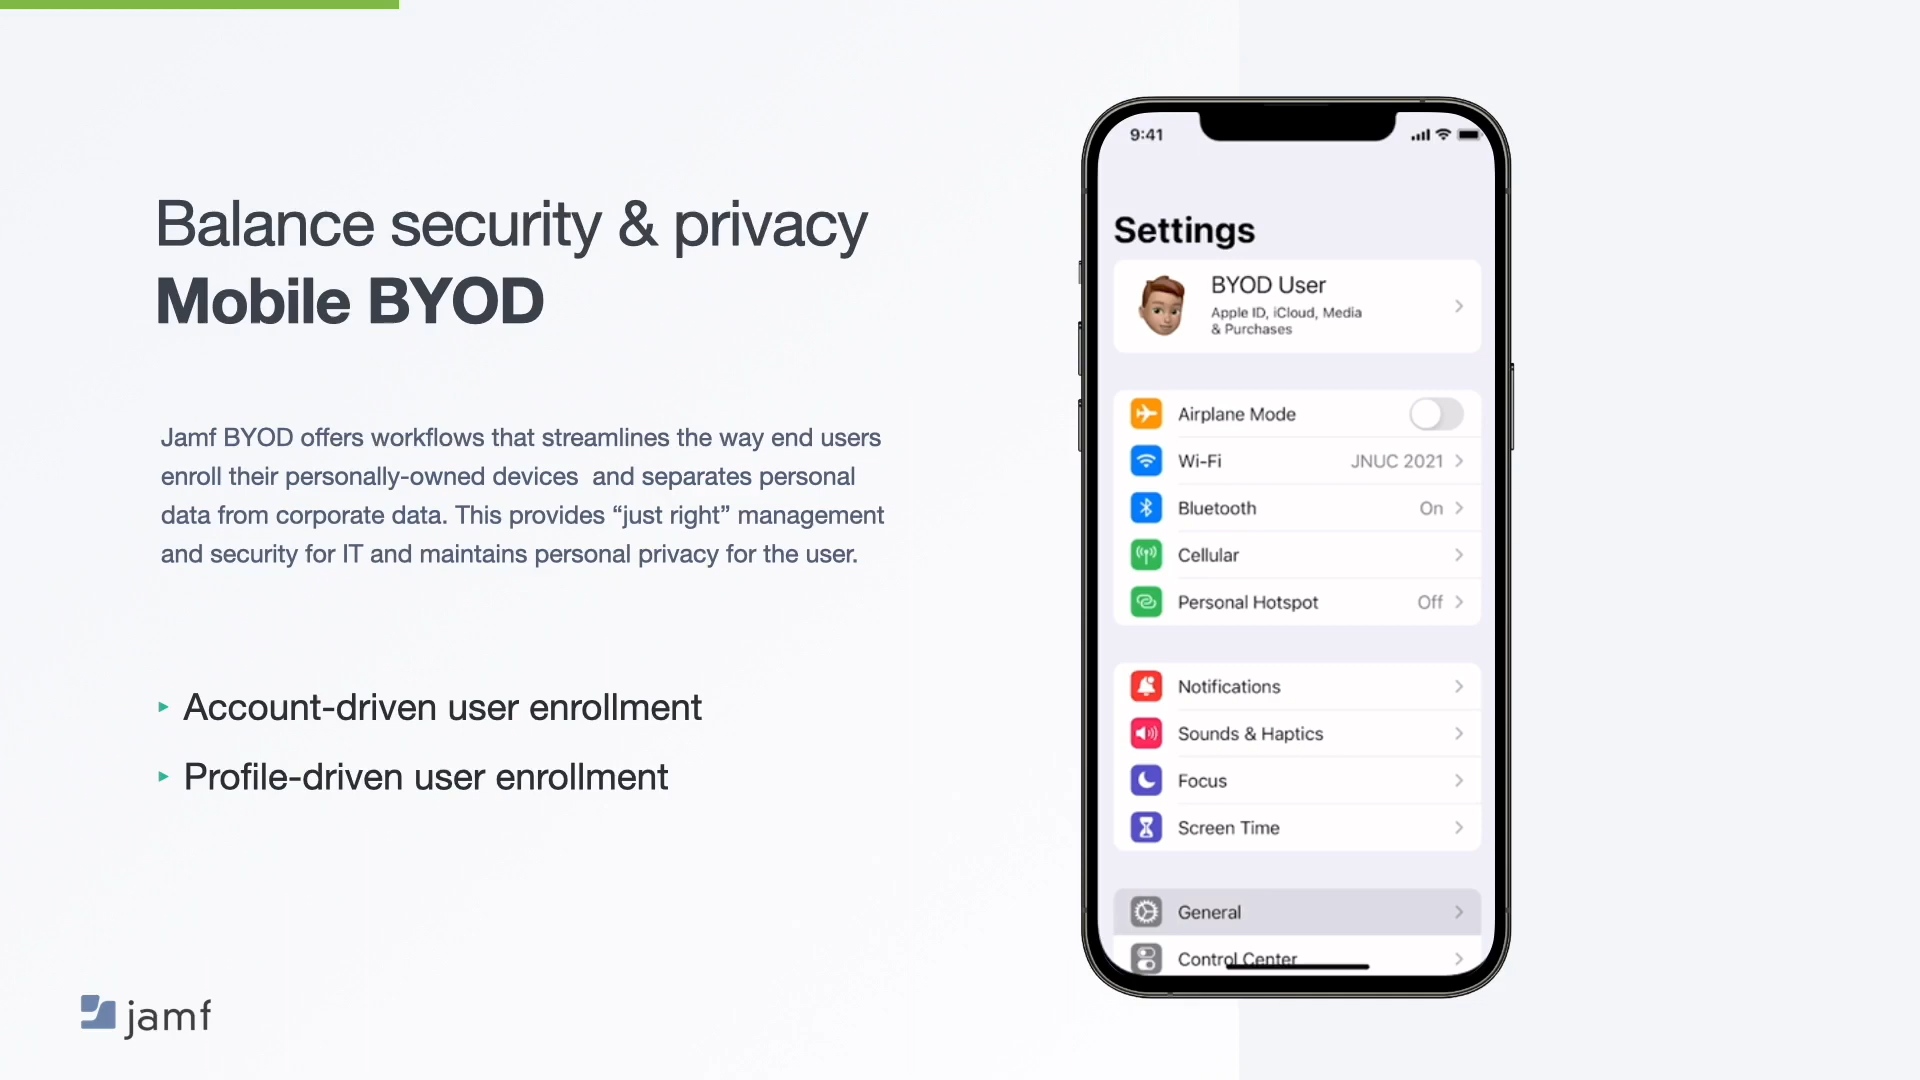 Balance security & privacy
Mobile BYOD
Jamf BYOD offers workflows that streamlines the way end users
enroll their personally-owned devices  and separates personal
data from corporate data. This provides “just right” management
and security for IT and maintains personal privacy for the user.
▸ Account-driven user enrollment
▸ Profile-driven user enrollment
jamf
9:41
Settings
BYOD User
Apple ID, iCloud, Media
& Purchases
Airplane Mode
Wi-Fi JNUC 2021
Bluetooth On
Cellular
Personal Hotspot Off
Notifications
Sounds & Haptics
Focus
Screen Time
General
Control Center